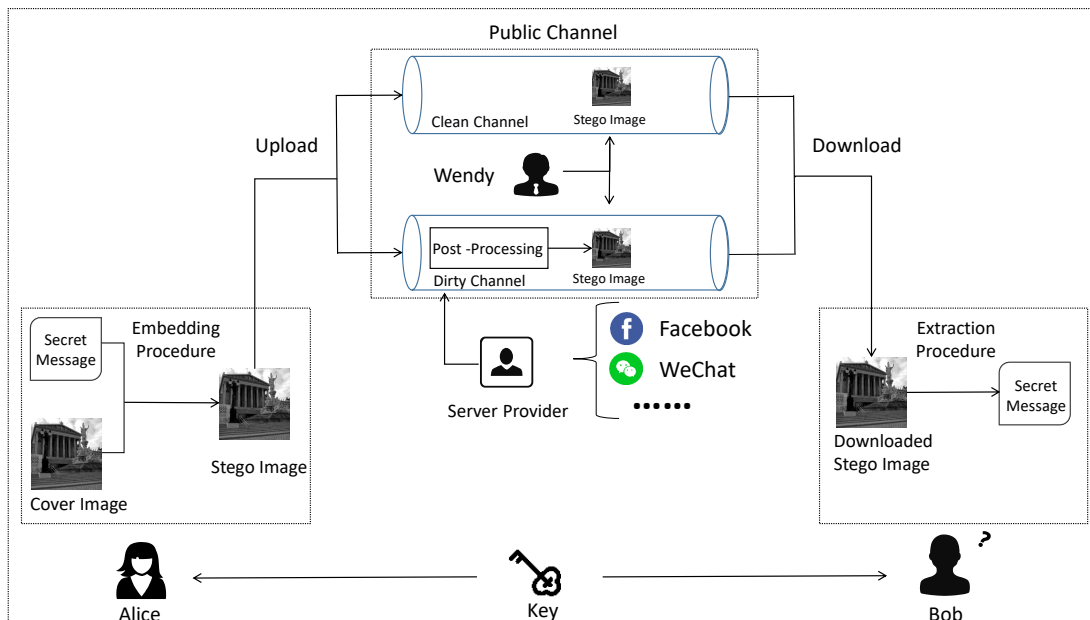 Public Channel
Clean Channel
Stego Image
Upload
Download
Wendy
Post -Processing
Dirty Channel
Stego Image
Secret
Message
Embedding
Procedure
Stego Image
Cover Image
Server Provider
f
Facebook
WeChat
......
Extraction
Procedure
Secret
Message
Downloaded
Stego Image
?
Alice
Key
Bob